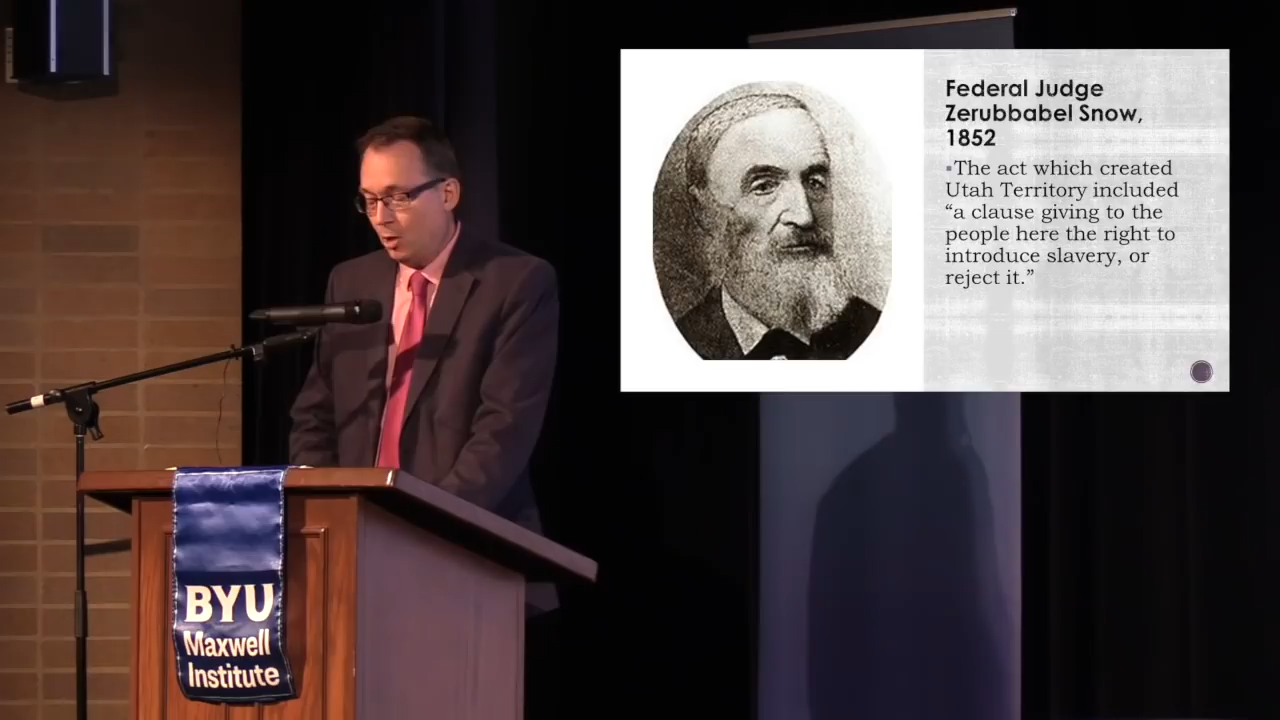 Federal Judge
Zerubbabel Snow,
1852
▪The act which created
Utah Territory included
“a clause giving to the
people here the right to
introduce slavery, or
reject it.”
BYU
Maxwell
Institute